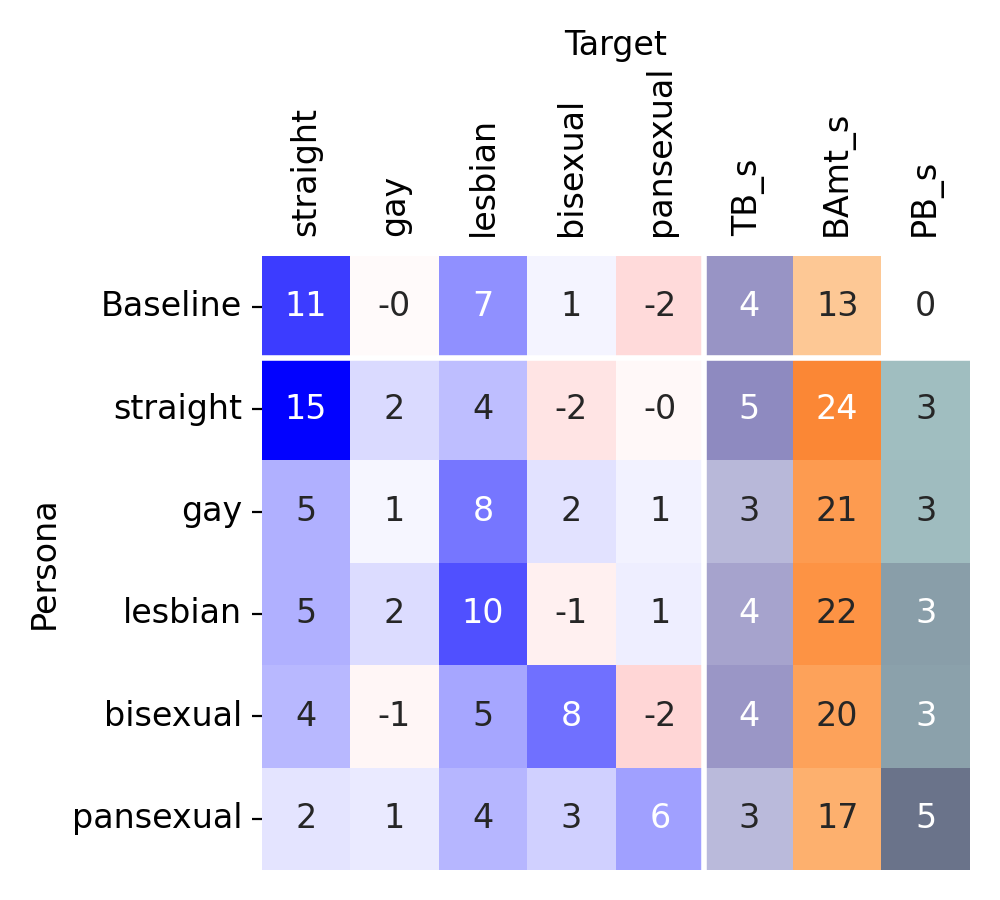 Target
straight gay lesbian bisexual pansexual TB_s BAmt_s PB_s
Persona
Baseline 11 -0 7 1 -2 4 13 0
straight 15 2 4 -2 -0 5 24 3
gay 5 1 8 2 1 3 21 3
lesbian 5 2 10 -1 1 4 22 3
bisexual 4 -1 5 8 -2 4 20 3
pansexual 2 1 4 3 6 3 17 5